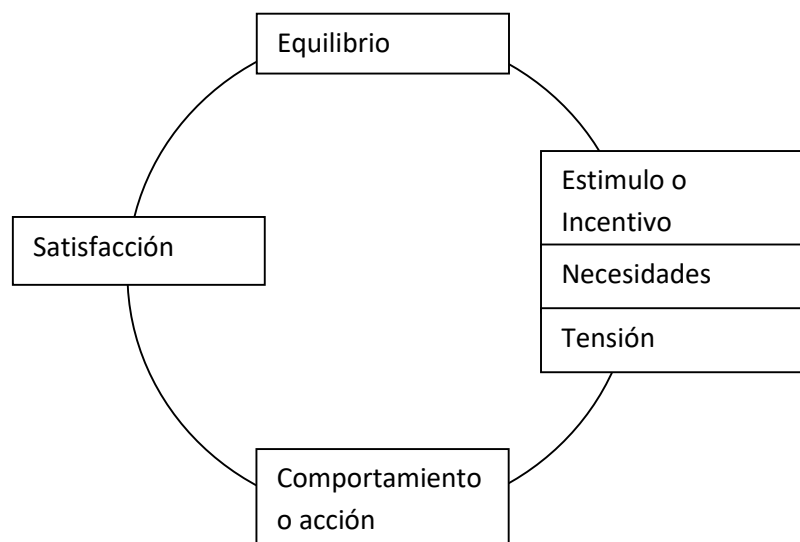 Equilibrio
Estimulo o
Incentivo
Necesidades
Tensión
Satisfacción
Comportamiento
o acción